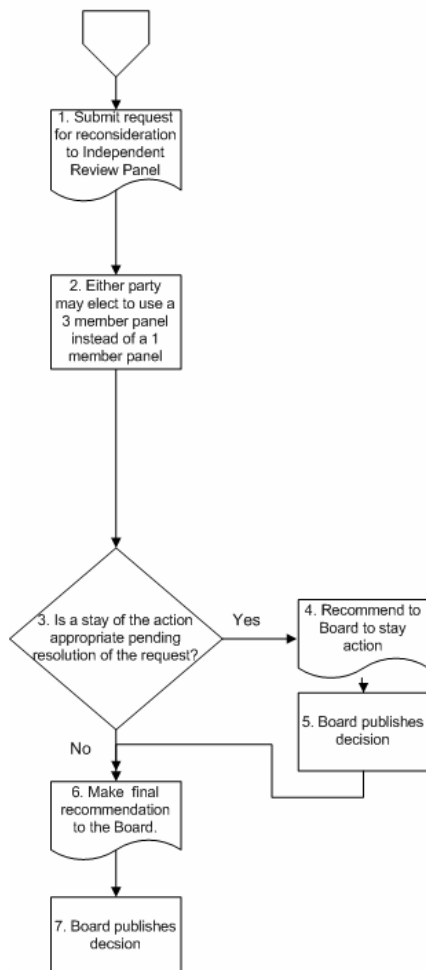 1. Submit request
for reconsideration
to Independent
Review Panel
2. Either party
may elect to use a
3 member panel
instead of a 1
member panel
3. Is a stay of the action
appropriate pending
resolution of the request?
Yes
4. Recommend to
Board to stay
action
5. Board publishes
decision
No
6. Make final
recommendation
to the Board.
7. Board publishes
decsion